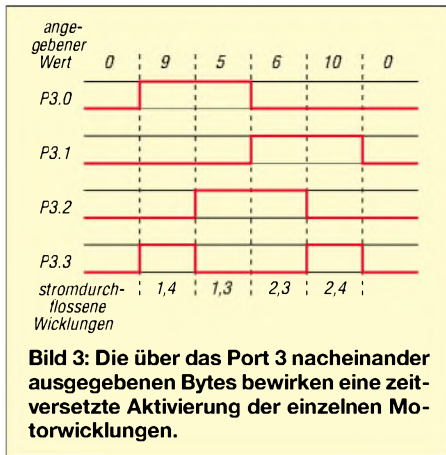 ange-
gebener
Wert 0 9 5 6 10 0
P3.0
P3.1
P3.2
P3.3
stromdurch-
flossene 1,4 1,3 2,3 2,4
Wicklungen
Bild 3: Die über das Port 3 nacheinander
ausgegebenen Bytes bewirken eine zeit-
versetzte Aktivierung der einzelnen Mo-
torwicklungen.